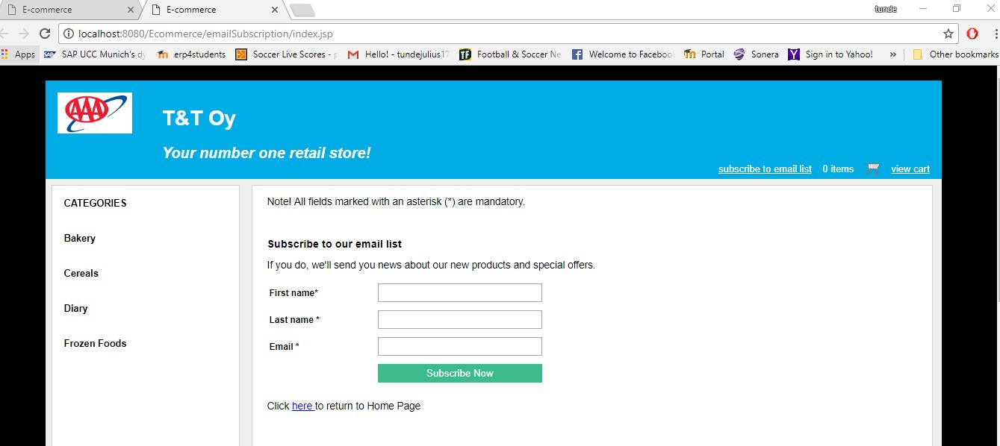 E-commerce
E-commerce
tunde
localhost:8080/Ecommerce/emailSubscription/index.jsp
Apps SAP SAP UCC Munich's dy erp4students Soccer Live Scores - Hello! - tundejulius17 TF Football & Soccer Ne f Welcome to Faceboo Portal Sonera Y Sign in to Yahoo! » Other bookmarks
AAA
T&T Oy
Your number one retail store!
subscribe to email list 0 items view cart
CATEGORIES
Bakery
Cereals
Diary
Frozen Foods
Note! All fields marked with an asterisk (*) are mandatory.
Subscribe to our email list
If you do, we'll send you news about our new products and special offers.
First name*
Last name *
Email *
Subscribe Now
Click here to return to Home Page